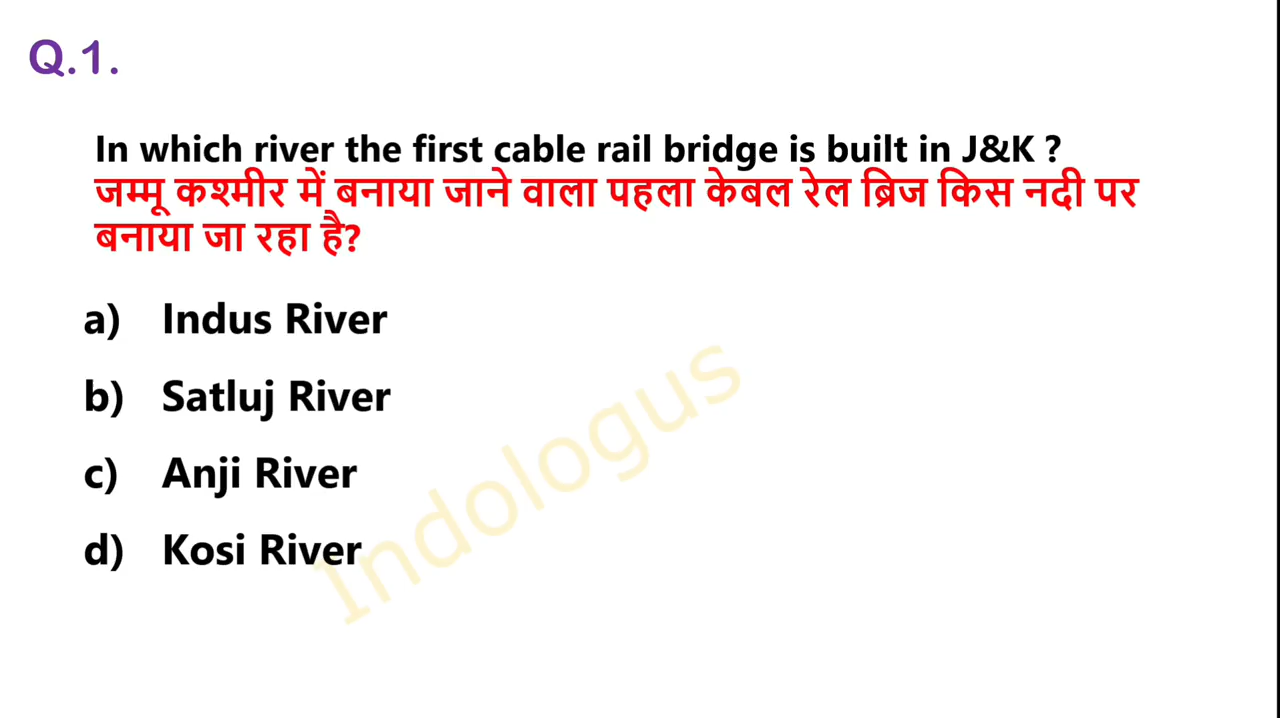 Q.1.
In which river the first cable rail bridge is built in J&K ?
जम्मू कश्मीर में बनाया जाने वाला पहला केबल रेल ब्रिज किस नदी पर
बनाया जा रहा है?
a) Indus River
b) Satluj River
c) Anji River
d) Kosi River
Indologus